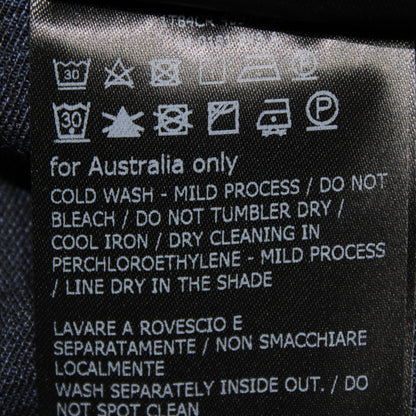 30
P
30
P
for Australia only
COLD WASH - MILD PROCESS / DO NOT
BLEACH / DO NOT TUMBLER DRY /
COOL IRON / DRY CLEANING IN
PERCHLOROETHYLENE - MILD PROCESS
/ LINE DRY IN THE SHADE
LAVARE A ROVESCIO E
SEPARATAMENTE / NON SMACCHIARE
LOCALMENTE
WASH SEPARATELY INSIDE OUT. / DO
NOT SPOT CLEAN